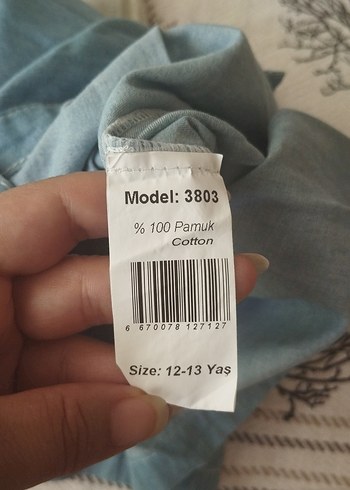 Model: 3803
% 100 Pamuk
Cotton
6 670078 127127
Size: 12-13 Yaş